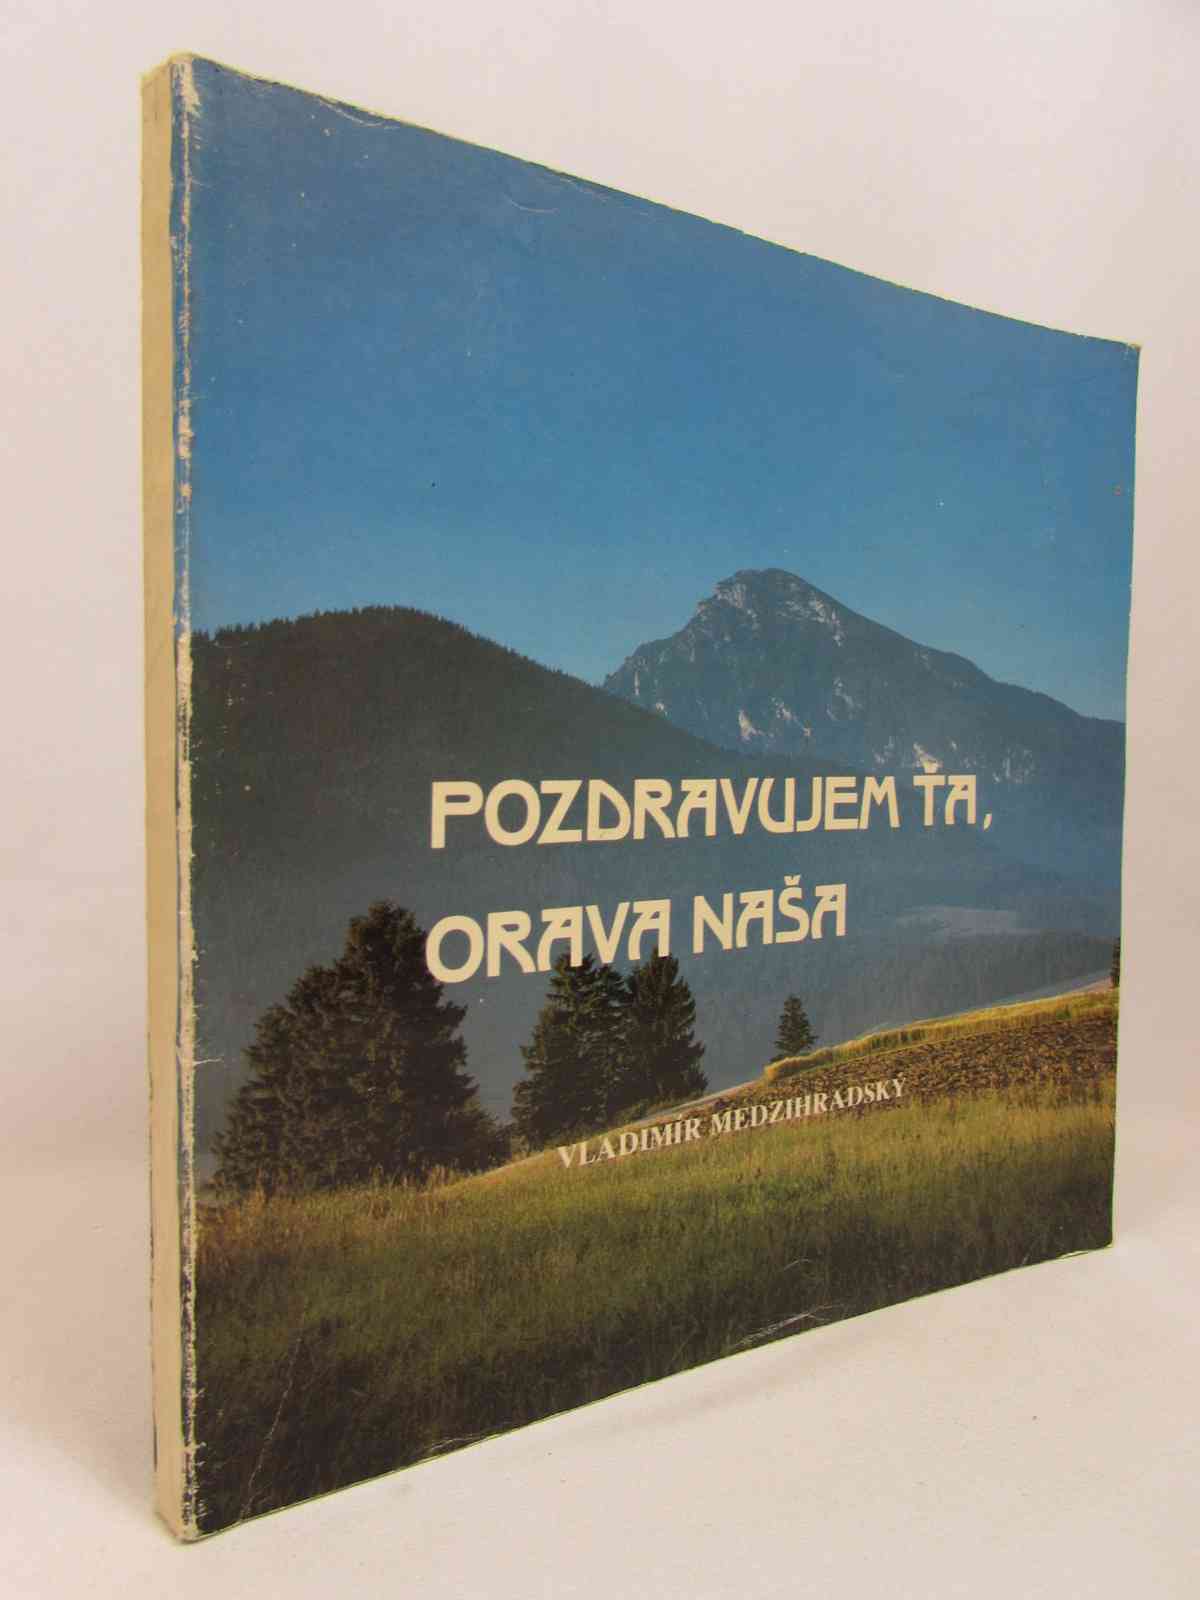 POZDRAVUJEM ŤA,
ORAVA NAŠA
VLADIMÍR MEDZIHRADSKÝ